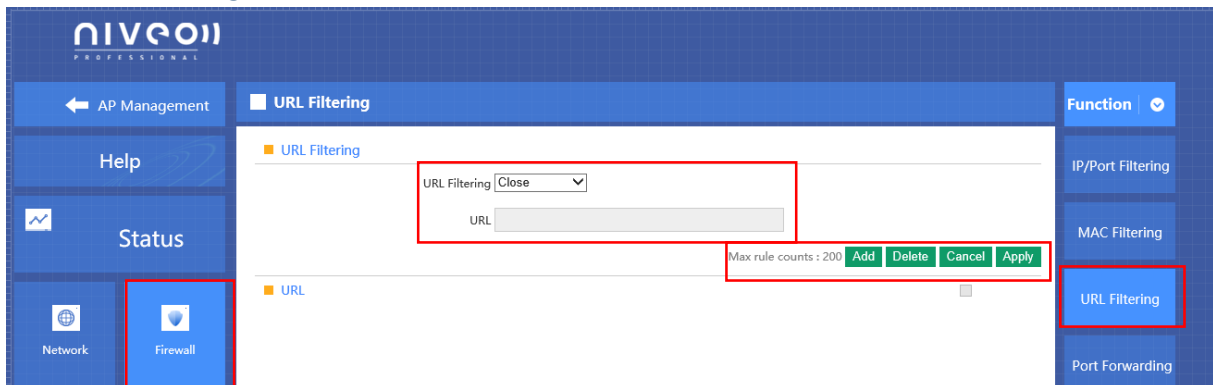 niveo
PROFESSIONAL
AP Management
URL Filtering
Function
Help
URL Filtering
IP/Port Filtering
URL Filtering Close
URL
MAC Filtering
Status
Max rule counts : 200 Add Delete Cancel Apply
URL
URL Filtering
Network
Firewall
Port Forwarding